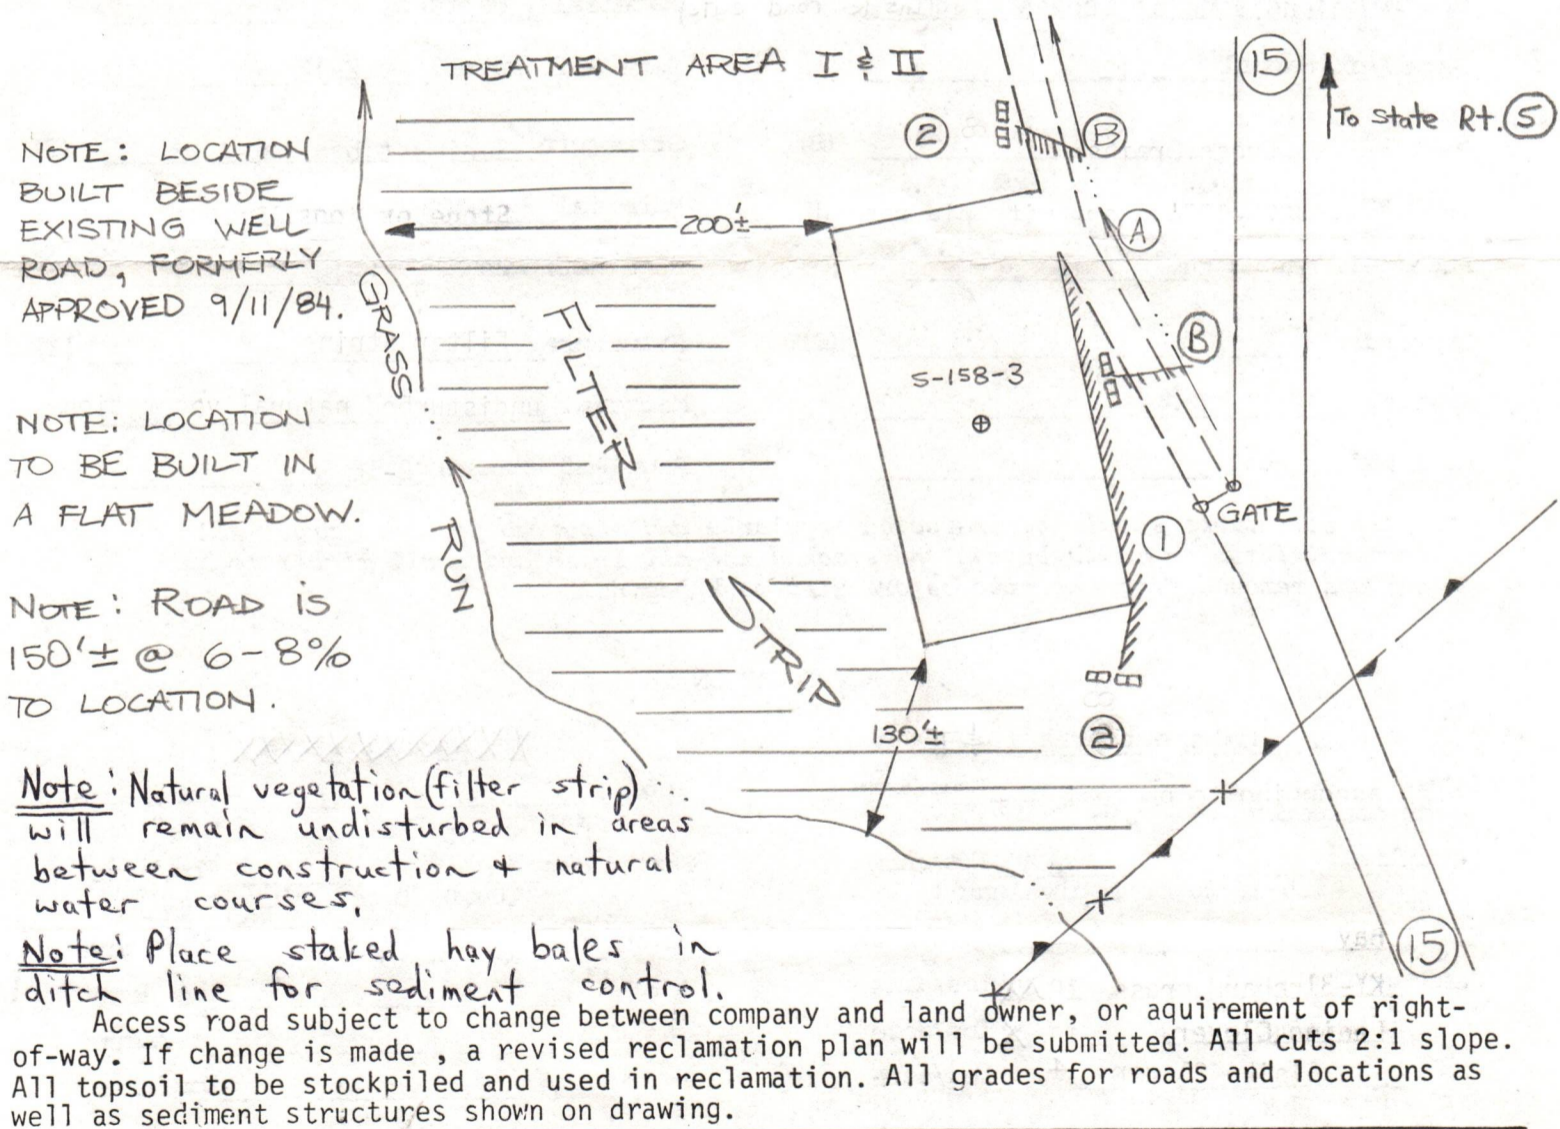 TREATMENT AREA I & II
15
To State Rt. 5
2
B
NOTE: LOCATION
BUILT BESIDE
EXISTING WELL
ROAD, FORMERLY
APPROVED 9/11/84.
200'±
A
GRASS
FILTER
B
S-158-3
NOTE: LOCATION
TO BE BUILT IN
A FLAT MEADOW.
RUN
GATE
1
STRIP
NOTE: ROAD IS
150'± @ 6-8%
TO LOCATION.
130'±
2
Note: Natural vegetation (filter strip)
will remain undisturbed in areas
between construction + natural
water courses.
Note: Place staked hay bales in
ditch line for sediment control.
15
Access road subject to change between company and land owner, or aquirement of right-
of-way. If change is made , a revised reclamation plan will be submitted. All cuts 2:1 slope.
All topsoil to be stockpiled and used in reclamation. All grades for roads and locations as
well as sediment structures shown on drawing.